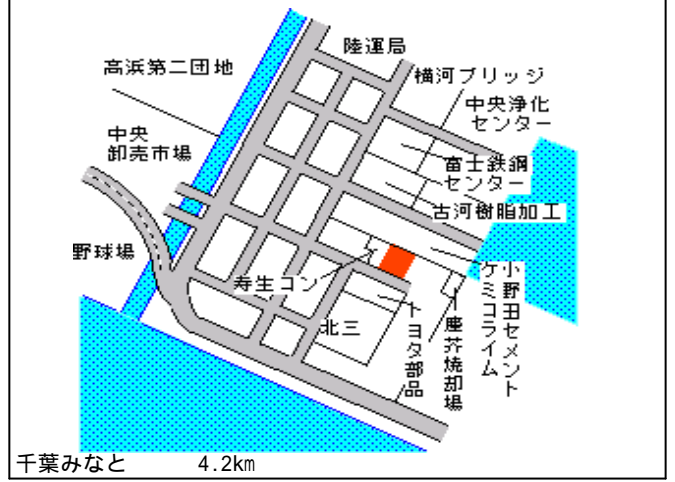 陸運局
高浜第二団地
横河ブリッジ
中央浄化
センター
中央
卸売市場
富士鉄鋼
センター
古河樹脂加工
野球場
寿生コン
小野田セメント
ケミコライム
北三
トヨタ部品
塵芥焼却場
千葉みなと 4.2km